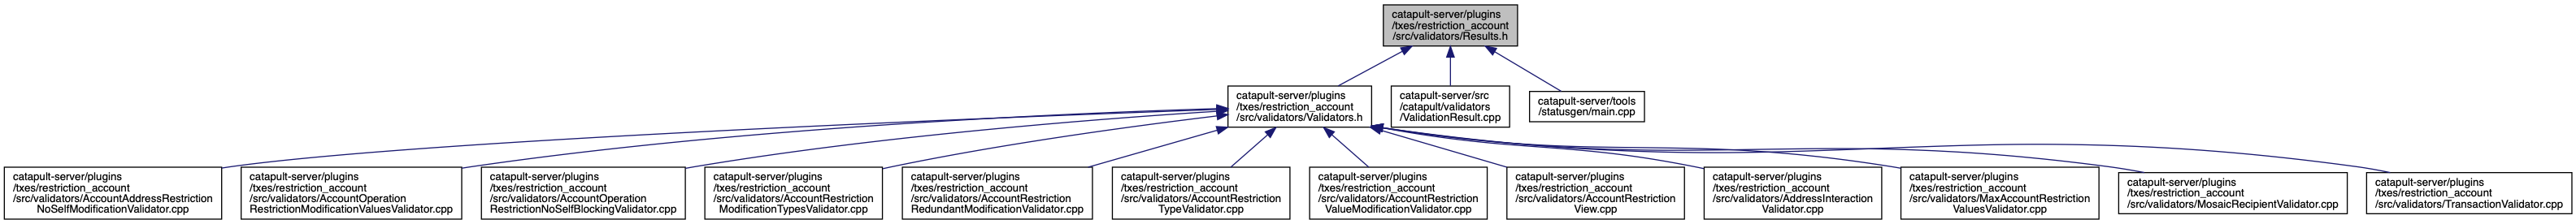 catapult-server/plugins
/txes/restriction_account
/src/validators/Results.h
catapult-server/plugins
/txes/restriction_account
/src/validators/Validators.h
catapult-server/src
/catapult/validators
/ValidationResult.cpp
catapult-server/tools
/statusgen/main.cpp
catapult-server/plugins
/txes/restriction_account
/src/validators/AccountAddressRestriction
NoSelfModificationValidator.cpp
catapult-server/plugins
/txes/restriction_account
/src/validators/AccountOperation
RestrictionModificationValuesValidator.cpp
catapult-server/plugins
/txes/restriction_account
/src/validators/AccountOperation
RestrictionNoSelfBlockingValidator.cpp
catapult-server/plugins
/txes/restriction_account
/src/validators/AccountRestriction
ModificationTypesValidator.cpp
catapult-server/plugins
/txes/restriction_account
/src/validators/AccountRestriction
RedundantModificationValidator.cpp
catapult-server/plugins
/txes/restriction_account
/src/validators/AccountRestriction
TypeValidator.cpp
catapult-server/plugins
/txes/restriction_account
/src/validators/AccountRestriction
ValueModificationValidator.cpp
catapult-server/plugins
/txes/restriction_account
/src/validators/AccountRestriction
View.cpp
catapult-server/plugins
/txes/restriction_account
/src/validators/AddressInteraction
Validator.cpp
catapult-server/plugins
/txes/restriction_account
/src/validators/MaxAccountRestriction
ValuesValidator.cpp
catapult-server/plugins
/txes/restriction_account
/src/validators/MosaicRecipientValidator.cpp
catapult-server/plugins
/txes/restriction_account
/src/validators/TransactionValidator.cpp